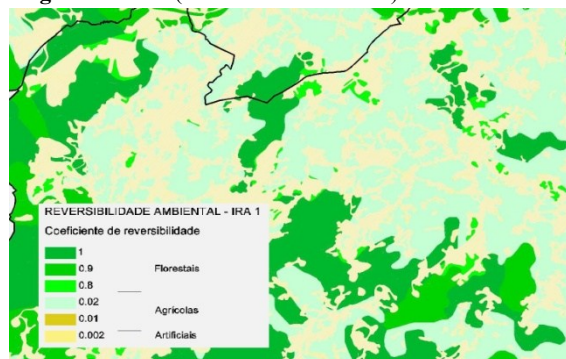 REVERSIBILIDADE AMBIENTAL - IRA 1
Coeficiente de reversibilidade
1
0.9 Florestais
0.8
0.02 Agrícolas
0.01
0.002 Artificiais